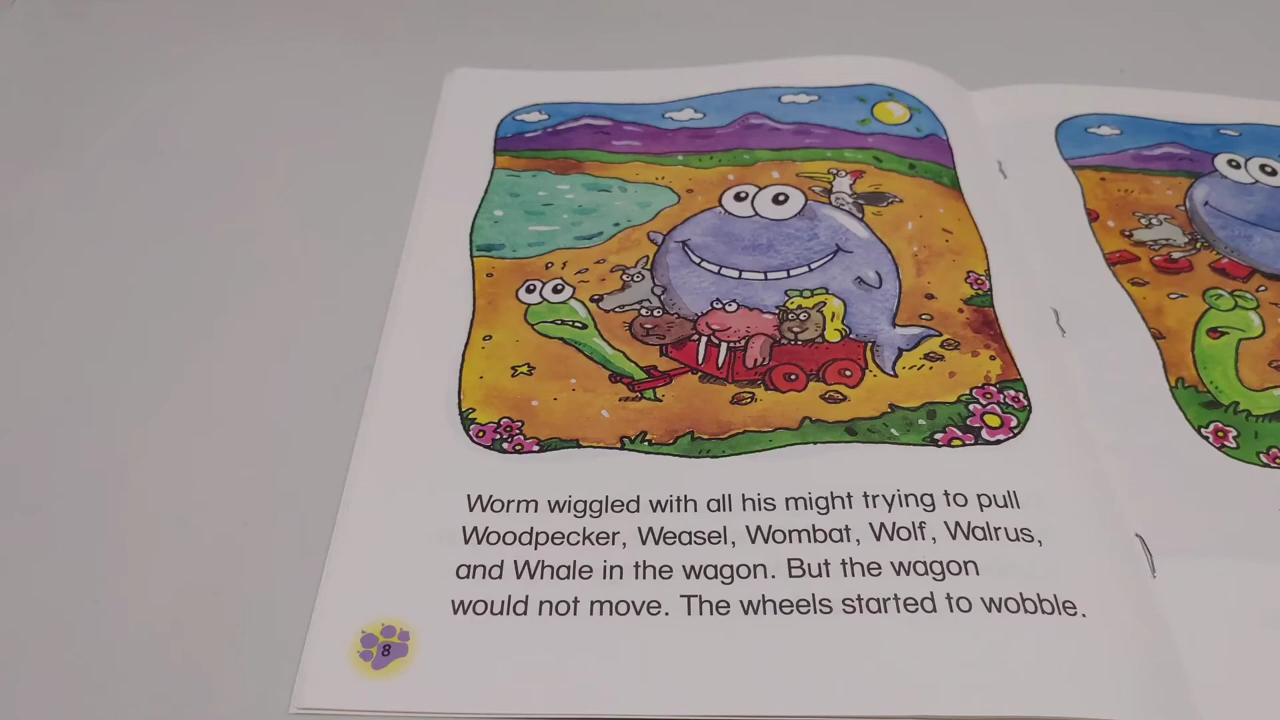 Worm wiggled with all his might trying to pull
Woodpecker, Weasel, Wombat, Wolf, Walrus,
and Whale in the wagon. But the wagon
would not move. The wheels started to wobble.
8